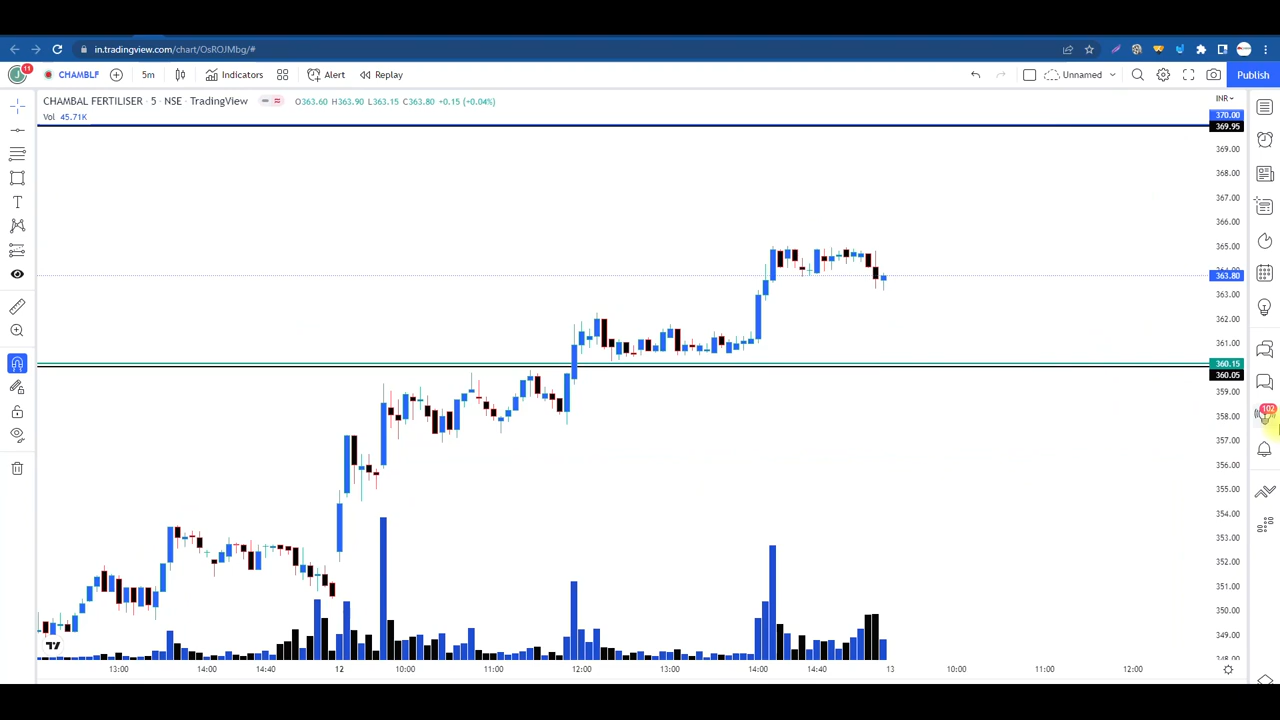 in.tradingview.com/chart/OsROJMbg/#
11
CHAMBLF
5m
Indicators
Alert
Replay
Unnamed
Publish
CHAMBAL FERTILISER · 5 · NSE · TradingView
O363.60 H363.90 L363.15 C363.80 +0.15 (+0.04%)
Vol 45.71K
INR
370.00
369.95
369.00
368.00
367.00
366.00
365.00
363.80
363.00
362.00
361.00
360.15
360.05
359.00
358.00
357.00
356.00
355.00
354.00
353.00
352.00
351.00
350.00
349.00
348.00
102
13:00 14:00 14:40 12 10:00 11:00 12:00 13:00 14:00 14:40 13 10:00 11:00 12:00